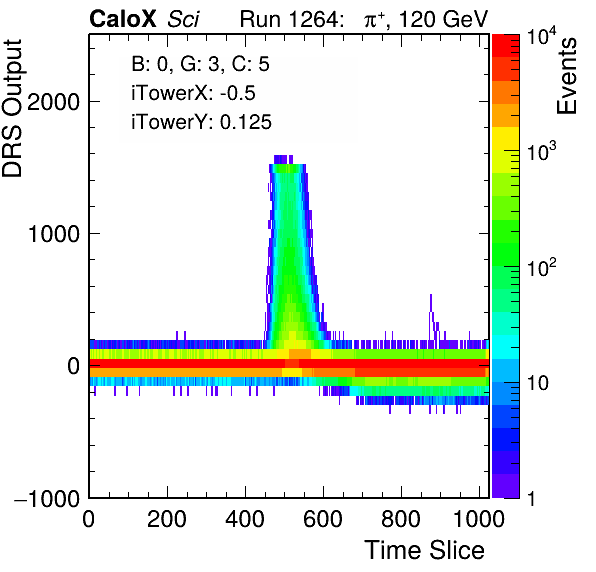 CaloX Sci Run 1264: π⁺, 120 GeV
B: 0, G: 3, C: 5
iTowerX: -0.5
iTowerY: 0.125
DRS Output
2000
1000
0
−1000
0 200 400 600 800 1000
Time Slice
Events
10⁴
10³
10²
10
1